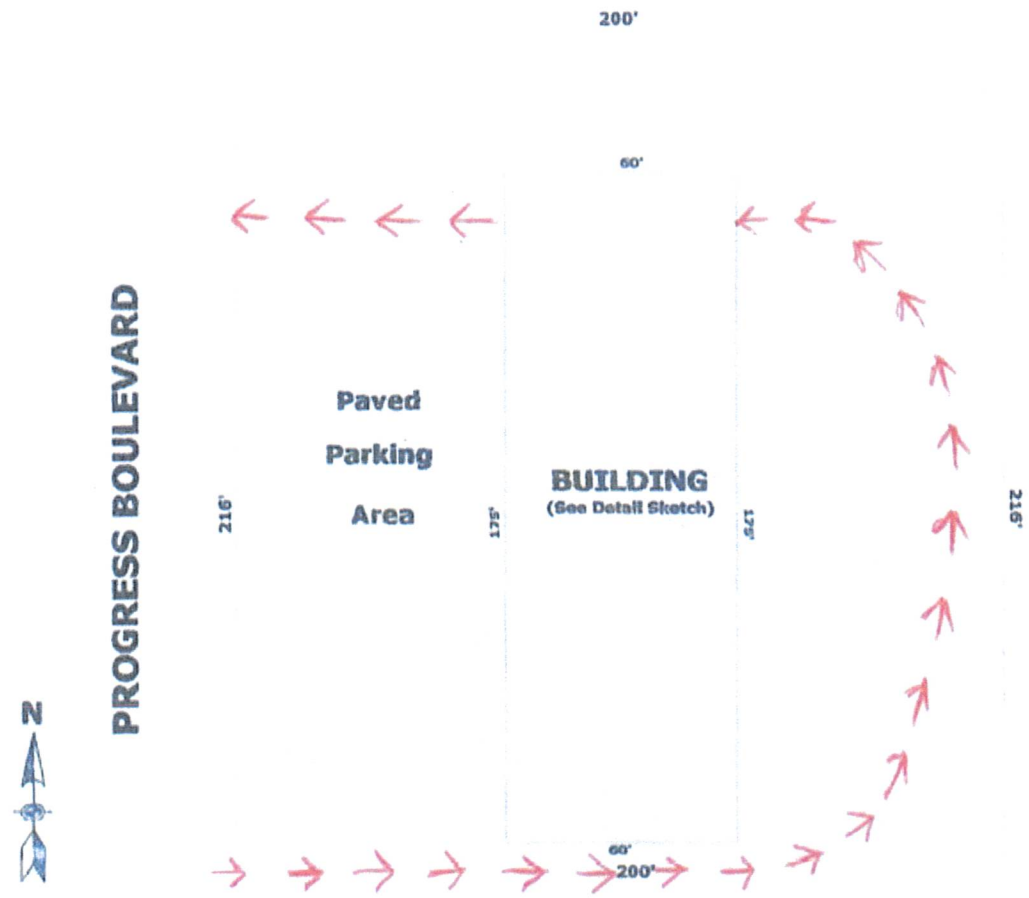 200'
60'
PROGRESS BOULEVARD
Paved
Parking
Area
216'
175'
BUILDING
(See Detail Sketch)
175'
216'
N
60'
200'